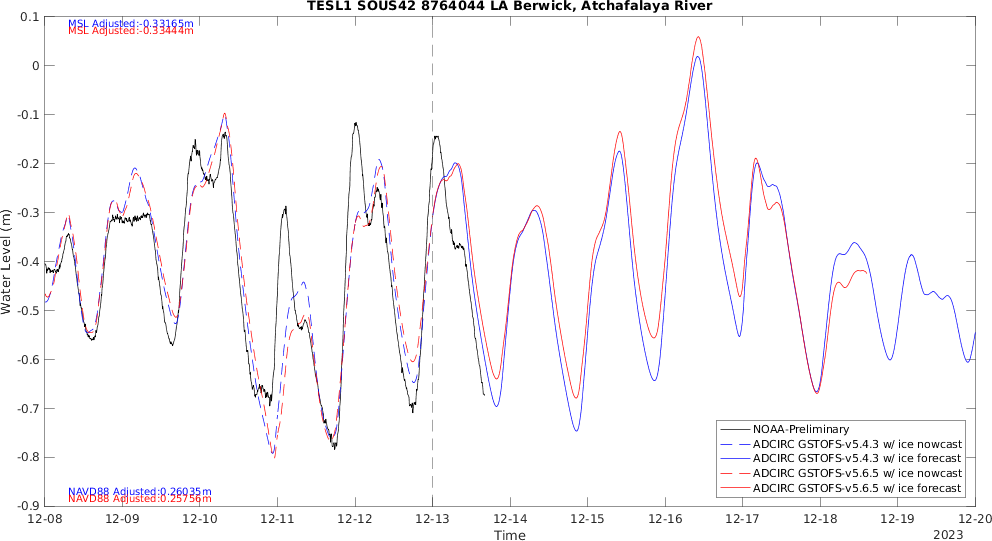 TESL1 SOUS42 8764044 LA Berwick, Atchafalaya River
MSL Adjusted:-0.33165m
MSL Adjusted:-0.33444m
0.1
0
-0.1
-0.2
-0.3
-0.4
-0.5
-0.6
-0.7
-0.8
-0.9
Water Level (m)
NAVD88 Adjusted:0.26035m
NAVD88 Adjusted:0.25756m
NOAA-Preliminary
ADCIRC GSTOFS-v5.4.3 w/ ice nowcast
ADCIRC GSTOFS-v5.4.3 w/ ice forecast
ADCIRC GSTOFS-v5.6.5 w/ ice nowcast
ADCIRC GSTOFS-v5.6.5 w/ ice forecast
12-08 12-09 12-10 12-11 12-12 12-13 12-14 12-15 12-16 12-17 12-18 12-19 12-20
Time
2023